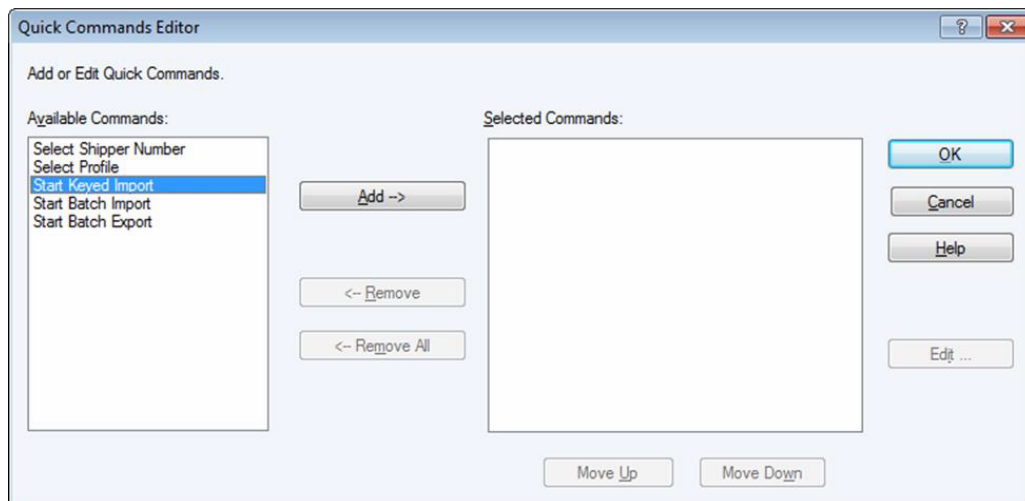 Quick Commands Editor
Add or Edit Quick Commands.
Available Commands:
Selected Commands:
Select Shipper Number
Select Profile
Start Keyed Import
Start Batch Import
Start Batch Export
Add -->
<-- Remove
<-- Remove All
OK
Cancel
Help
Edit ...
Move Up
Move Down